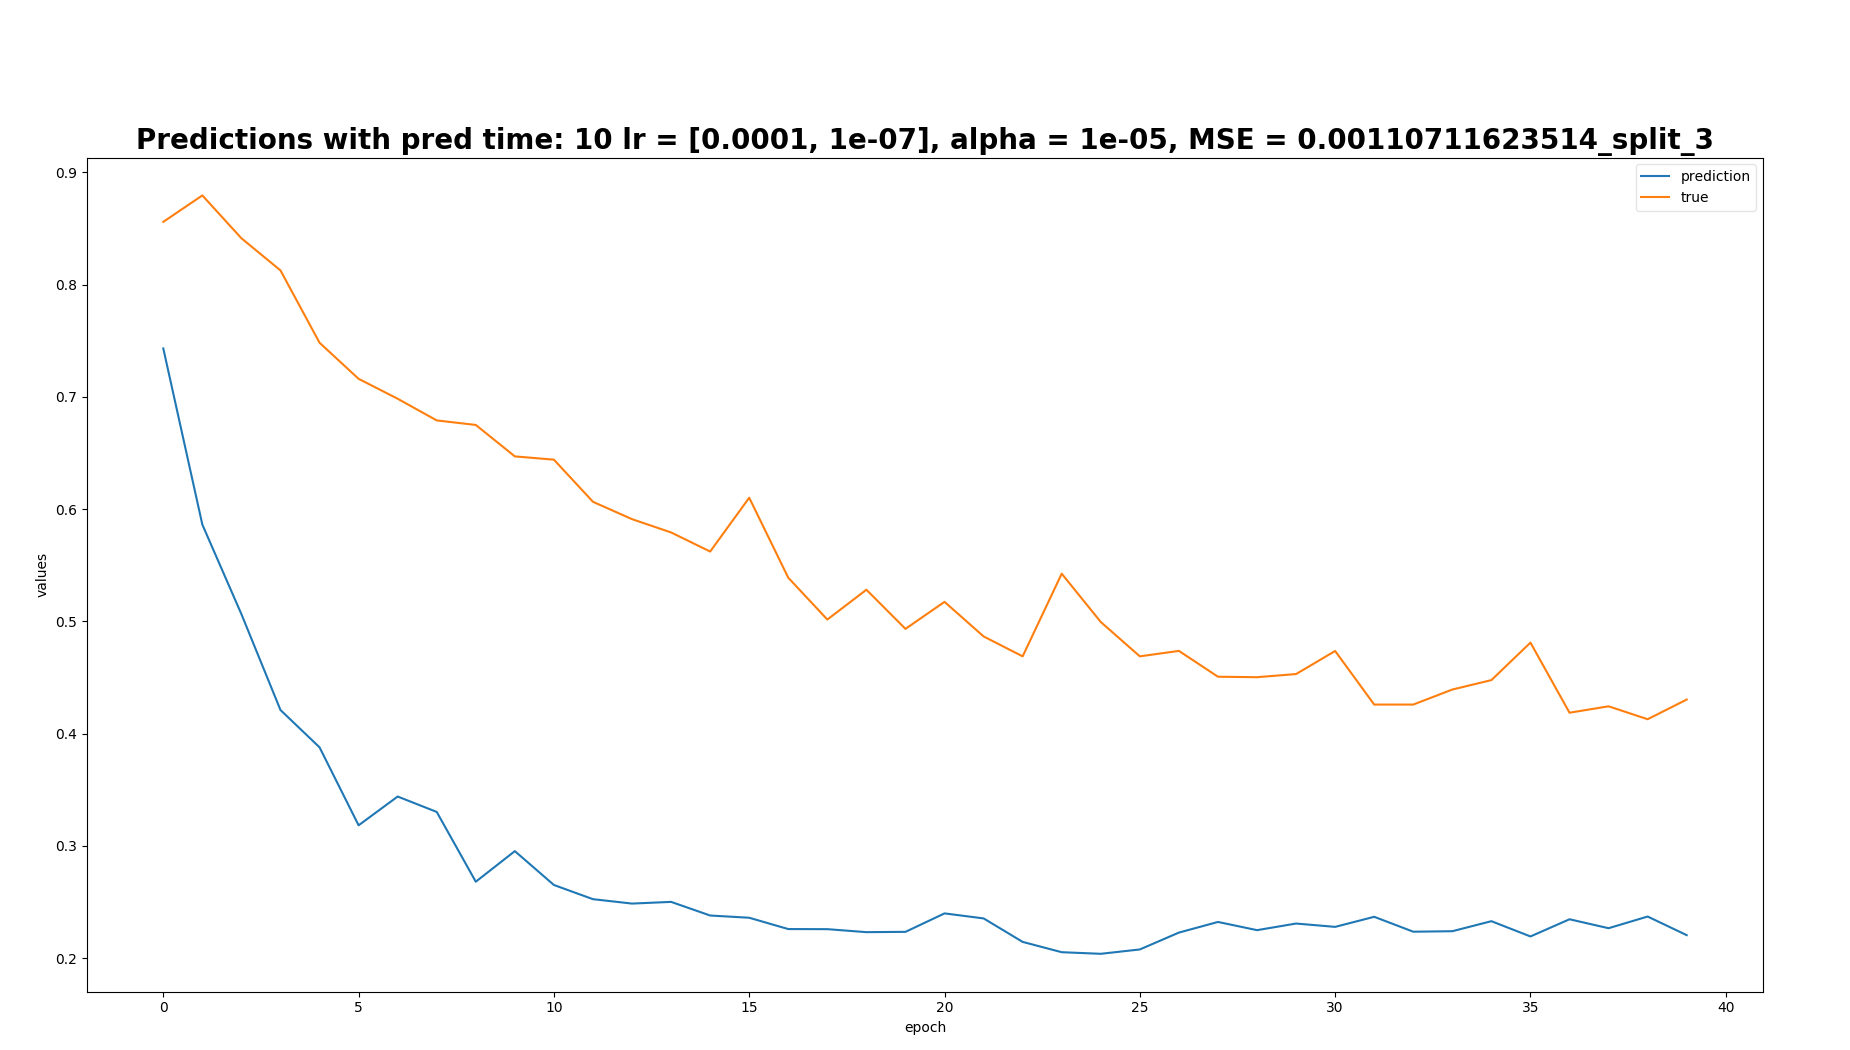 Predictions with pred time: 10 lr = [0.0001, 1e-07], alpha = 1e-05, MSE = 0.00110711623514_split_3
prediction
true
0.9
0.8
0.7
0.6
0.5
0.4
0.3
0.2
values
0 5 10 15 20 25 30 35 40
epoch